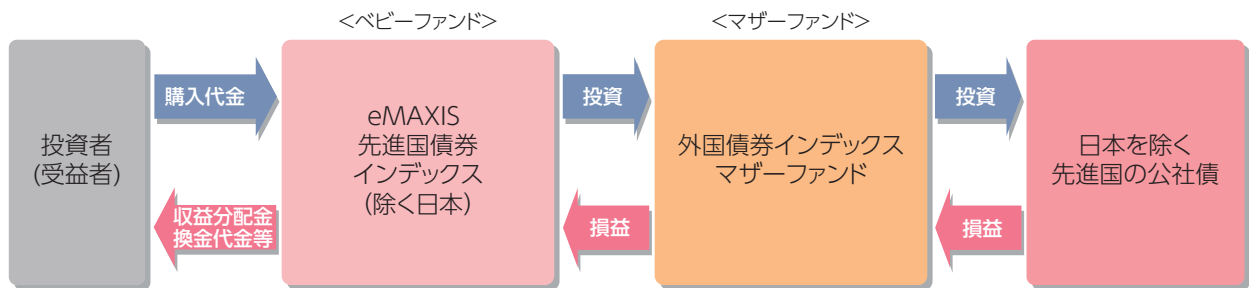 <ベビーファンド>
<マザーファンド>
投資者
(受益者)
購入代金
収益分配金
換金代金等
eMAXIS
先進国債券
インデックス
(除く日本)
投資
損益
外国債券インデックス
マザーファンド
投資
損益
日本を除く
先進国の公社債